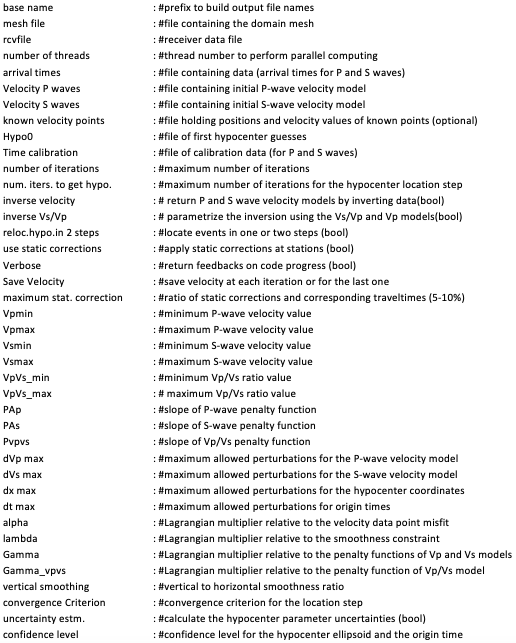 base name : #prefix to build output file names
mesh file : #file containing the domain mesh
rcvfile : #receiver data file
number of threads : #thread number to perform parallel computing
arrival times : #file containing data (arrival times for P and S waves)
Velocity P waves : #file containing initial P-wave velocity model
Velocity S waves : #file containing initial S-wave velocity model
known velocity points : #file holding positions and velocity values of known points (optional)
Hypo0 : #file of first hypocenter guesses
Time calibration : #file of calibration data (for P and S waves)
number of iterations : #maximum number of iterations
num. iters. to get hypo. : #maximum number of iterations for the hypocenter location step
inverse velocity : # return P and S wave velocity models by inverting data(bool)
inverse Vs/Vp : # parametrize the inversion using the Vs/Vp and Vp models(bool)
reloc.hypo.in 2 steps : #locate events in one or two steps (bool)
use static corrections : #apply static corrections at stations (bool)
Verbose : #return feedbacks on code progress (bool)
Save Velocity : #save velocity at each iteration or for the last one
maximum stat. correction : #ratio of static corrections and corresponding traveltimes (5-10%)
Vpmin : #minimum P-wave velocity value
Vpmax : #maximum P-wave velocity value
Vsmin : #minimum S-wave velocity value
Vsmax : #maximum S-wave velocity value
VpVs_min : #minimum Vp/Vs ratio value
VpVs_max : # maximum Vp/Vs ratio value
PAp : #slope of P-wave penalty function
PAs : #slope of S-wave penalty function
Pvpvs : #slope of Vp/Vs penalty function
dVp max : #maximum allowed perturbations for the P-wave velocity model
dVs max : #maximum allowed perturbations for the S-wave velocity model
dx max : #maximum allowed perturbations for the hypocenter coordinates
dt max : #maximum allowed perturbations for origin times
alpha : #Lagrangian multiplier relative to the velocity data point misfit
lambda : #Lagrangian multiplier relative to the smoothness constraint
Gamma : #Lagrangian multiplier relative to the penalty functions of Vp and Vs models
Gamma_vpvs : #Lagrangian multiplier relative to the penalty function of Vp/Vs model
vertical smoothing : #vertical to horizontal smoothness ratio
convergence Criterion : #convergence criterion for the location step
uncertainty estm. : #calculate the hypocenter parameter uncertainties (bool)
confidence level : #confidence level for the hypocenter ellipsoid and the origin time